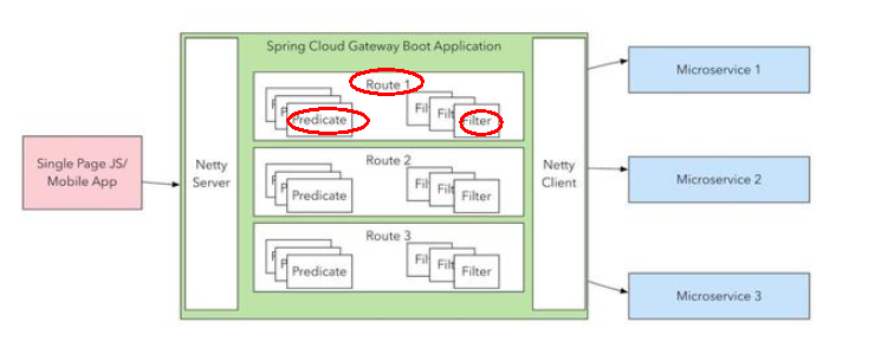 Spring Cloud Gateway Boot Application
Route 1
Predicate
Fil
Fil
Filter
Single Page JS/
Mobile App
Netty
Server
Route 2
Predicate
Fil
Filt
Filter
Route 3
Predicate
Fil
Filt
Filter
Netty
Client
Microservice 1
Microservice 2
Microservice 3